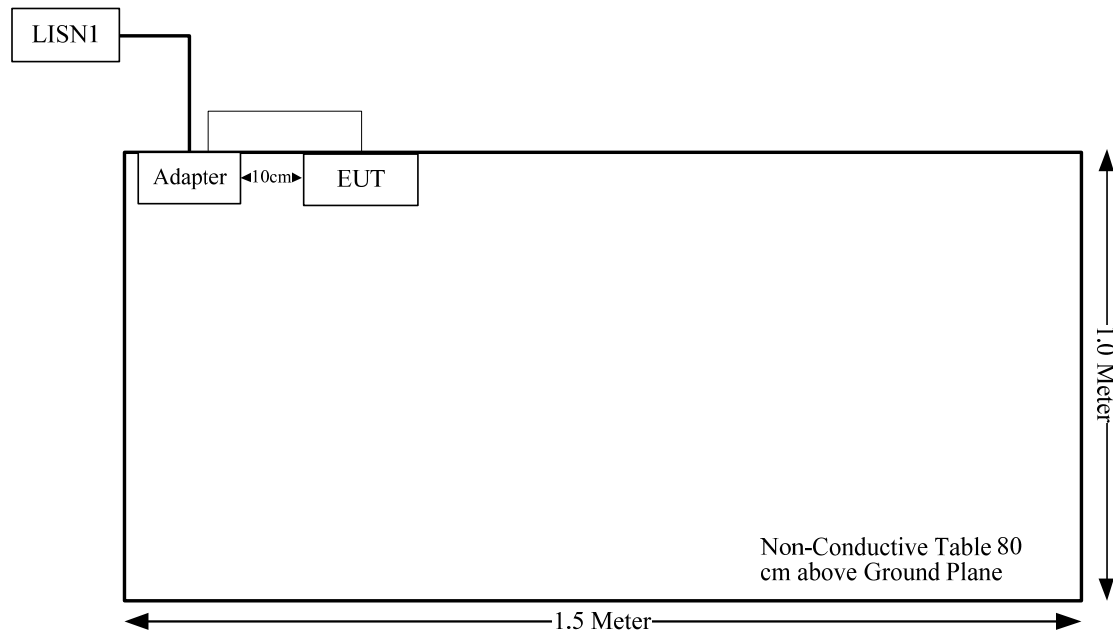 LISN1
Adapter
10cm
EUT
1.0 Meter
Non-Conductive Table 80
cm above Ground Plane
1.5 Meter